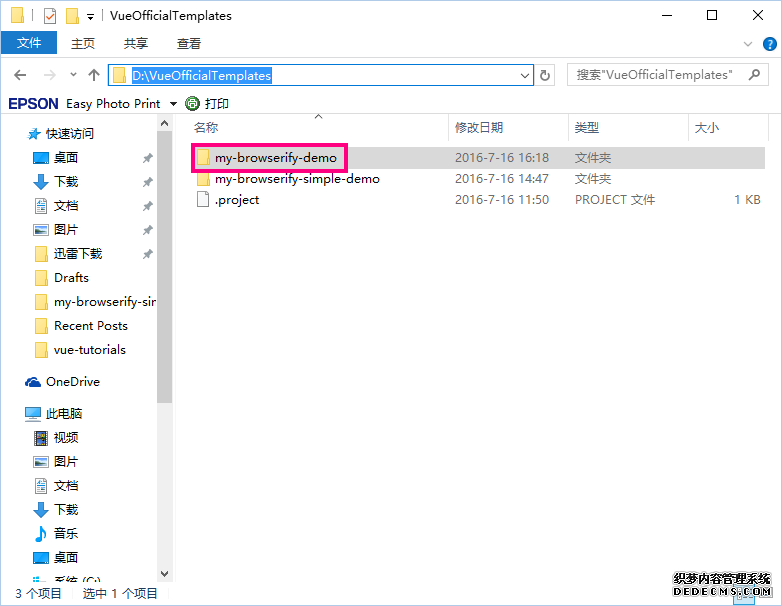 VueOfficialTemplates
文件 主页 共享 查看
D:\VueOfficialTemplates 搜索"VueOfficialTemplates"
EPSON Easy Photo Print 打印
名称 修改日期 类型 大小
快速访问
桌面
下载
文档
图片
迅雷下载
Drafts
my-browserify-sir
Recent Posts
vue-tutorials
OneDrive
此电脑
视频
图片
文档
下载
音乐
桌面
系统 (C:)
my-browserify-demo 2016-7-16 16:18 文件夹
my-browserify-simple-demo 2016-7-16 14:47 文件夹
.project 2016-7-16 11:50 PROJECT 文件 1 KB
3 个项目 选中 1 个项目
织梦内容管理系统
DEDECMS.COM